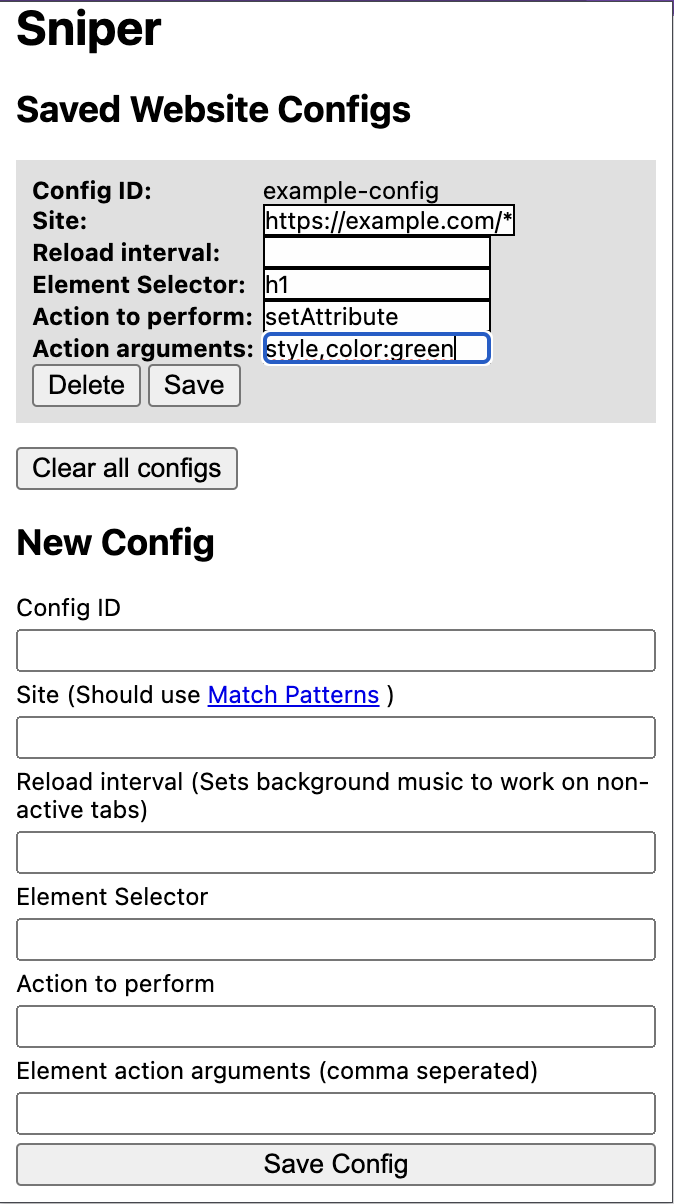 Sniper
Saved Website Configs
Config ID: example-config
Site: https://example.com/*
Reload interval:
Element Selector: h1
Action to perform: setAttribute
Action arguments: style,color:green
Delete Save
Clear all configs
New Config
Config ID
Site (Should use Match Patterns )
Reload interval (Sets background music to work on non-
active tabs)
Element Selector
Action to perform
Element action arguments (comma seperated)
Save Config